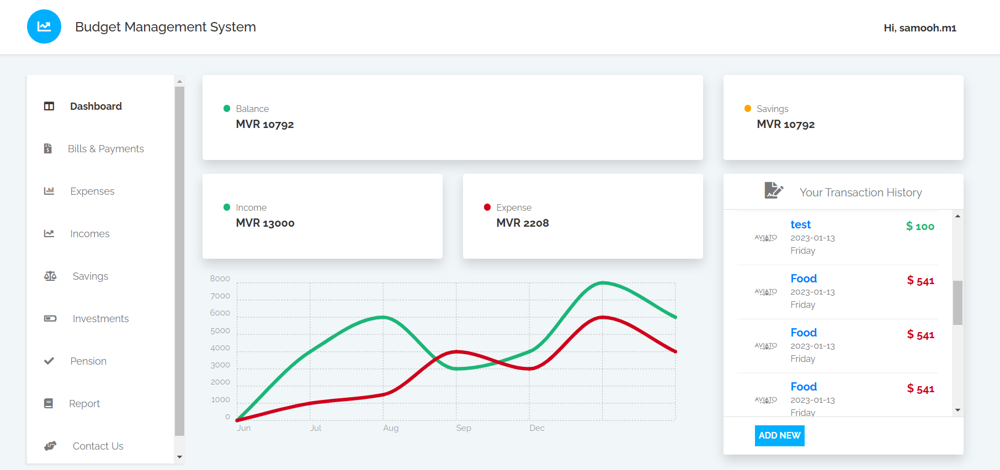 Budget Management System
Hi, samooh.m1
Dashboard
Bills & Payments
Expenses
Incomes
Savings
Investments
Pension
Report
Contact Us
Balance
MVR 10792
Savings
MVR 10792
Income
MVR 13000
Expense
MVR 2208
8000
7000
6000
5000
4000
3000
2000
1000
0
Jun Jul Aug Sep Dec
Your Transaction History
AVIATO
test
2023-01-13
Friday
$ 100
AVIATO
Food
2023-01-13
Friday
$ 541
AVIATO
Food
2023-01-13
Friday
$ 541
AVIATO
Food
2023-01-13
Friday
$ 541
ADD NEW